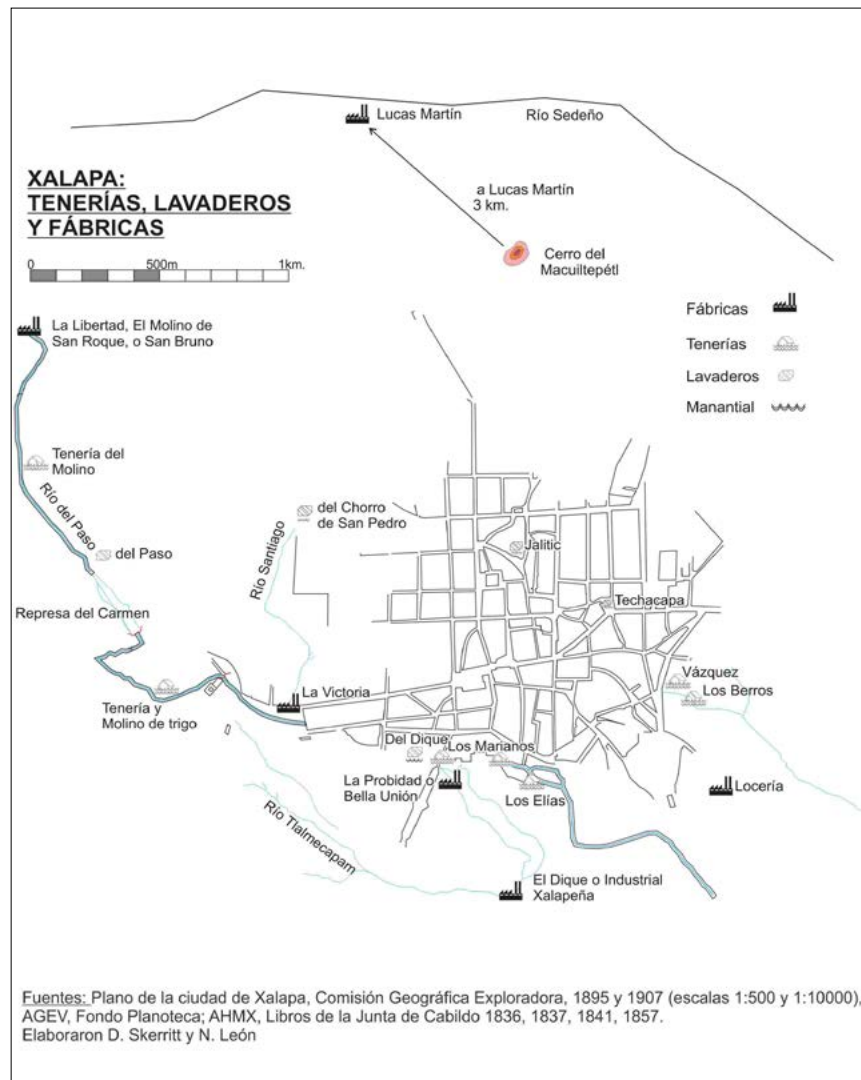 Lucas Martín
Río Sedeño
XALAPA:
TENERÍAS, LAVADEROS
Y FÁBRICAS
a Lucas Martín
3 km.
0 500m 1km.
Cerro del
Macuiltepétl
Fábricas
Tenerías
Lavaderos
Manantial
La Libertad, El Molino de
San Roque, o San Bruno
Tenería del
Molino
Río del Paso
del Paso
Represa del Carmen
Río Santiago
del Chorro
de San Pedro
Jalitic
Techacapa
Tenería y
Molino de trigo
La Victoria
Vázquez
Los Berros
Del Dique
Los Marianos
La Probidad o
Bella Unión
Los Elías
Locería
Río Tlalmecapam
El Dique o Industrial
Xalapeña
Fuentes: Plano de la ciudad de Xalapa, Comisión Geográfica Exploradora, 1895 y 1907 (escalas 1:500 y 1:10000),
AGEV, Fondo Planoteca; AHMX, Libros de la Junta de Cabildo 1836, 1837, 1841, 1857.
Elaboraron D. Skerritt y N. León